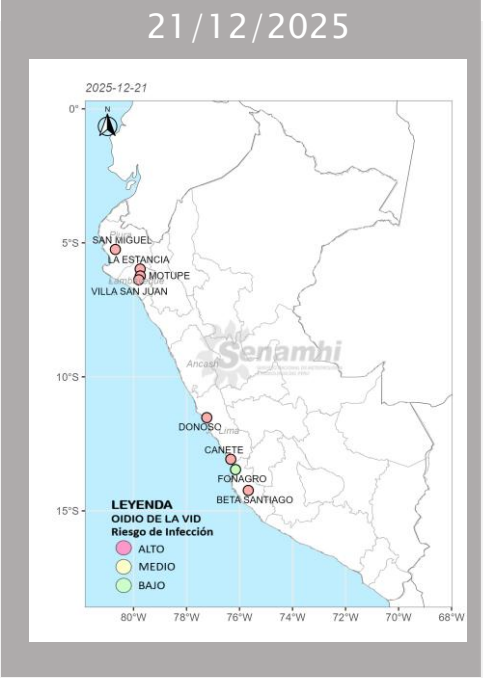 21/12/2025
2025-12-21
N
0°
Piura
SAN MIGUEL
5°S
LA ESTANCIA
MOTUPE
Lambayeque
VILLA SAN JUAN
Senamhi
Ancash
10°S
DONOSO
Lima
CANETE
FONAGRO
BETA SANTIAGO
LEYENDA
15°S
OIDIO DE LA VID
Riesgo de Infección
ALTO
MEDIO
BAJO
80°W 78°W 76°W 74°W 72°W 70°W 68°W